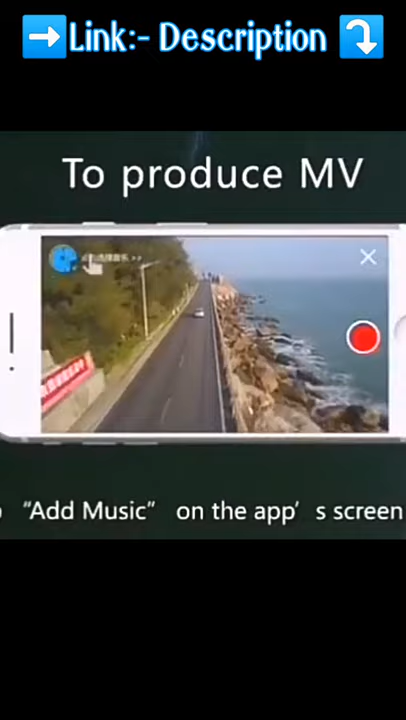 ➡️Link:- Description ⤵️
To produce MV
“Add Music” on the app’s screen